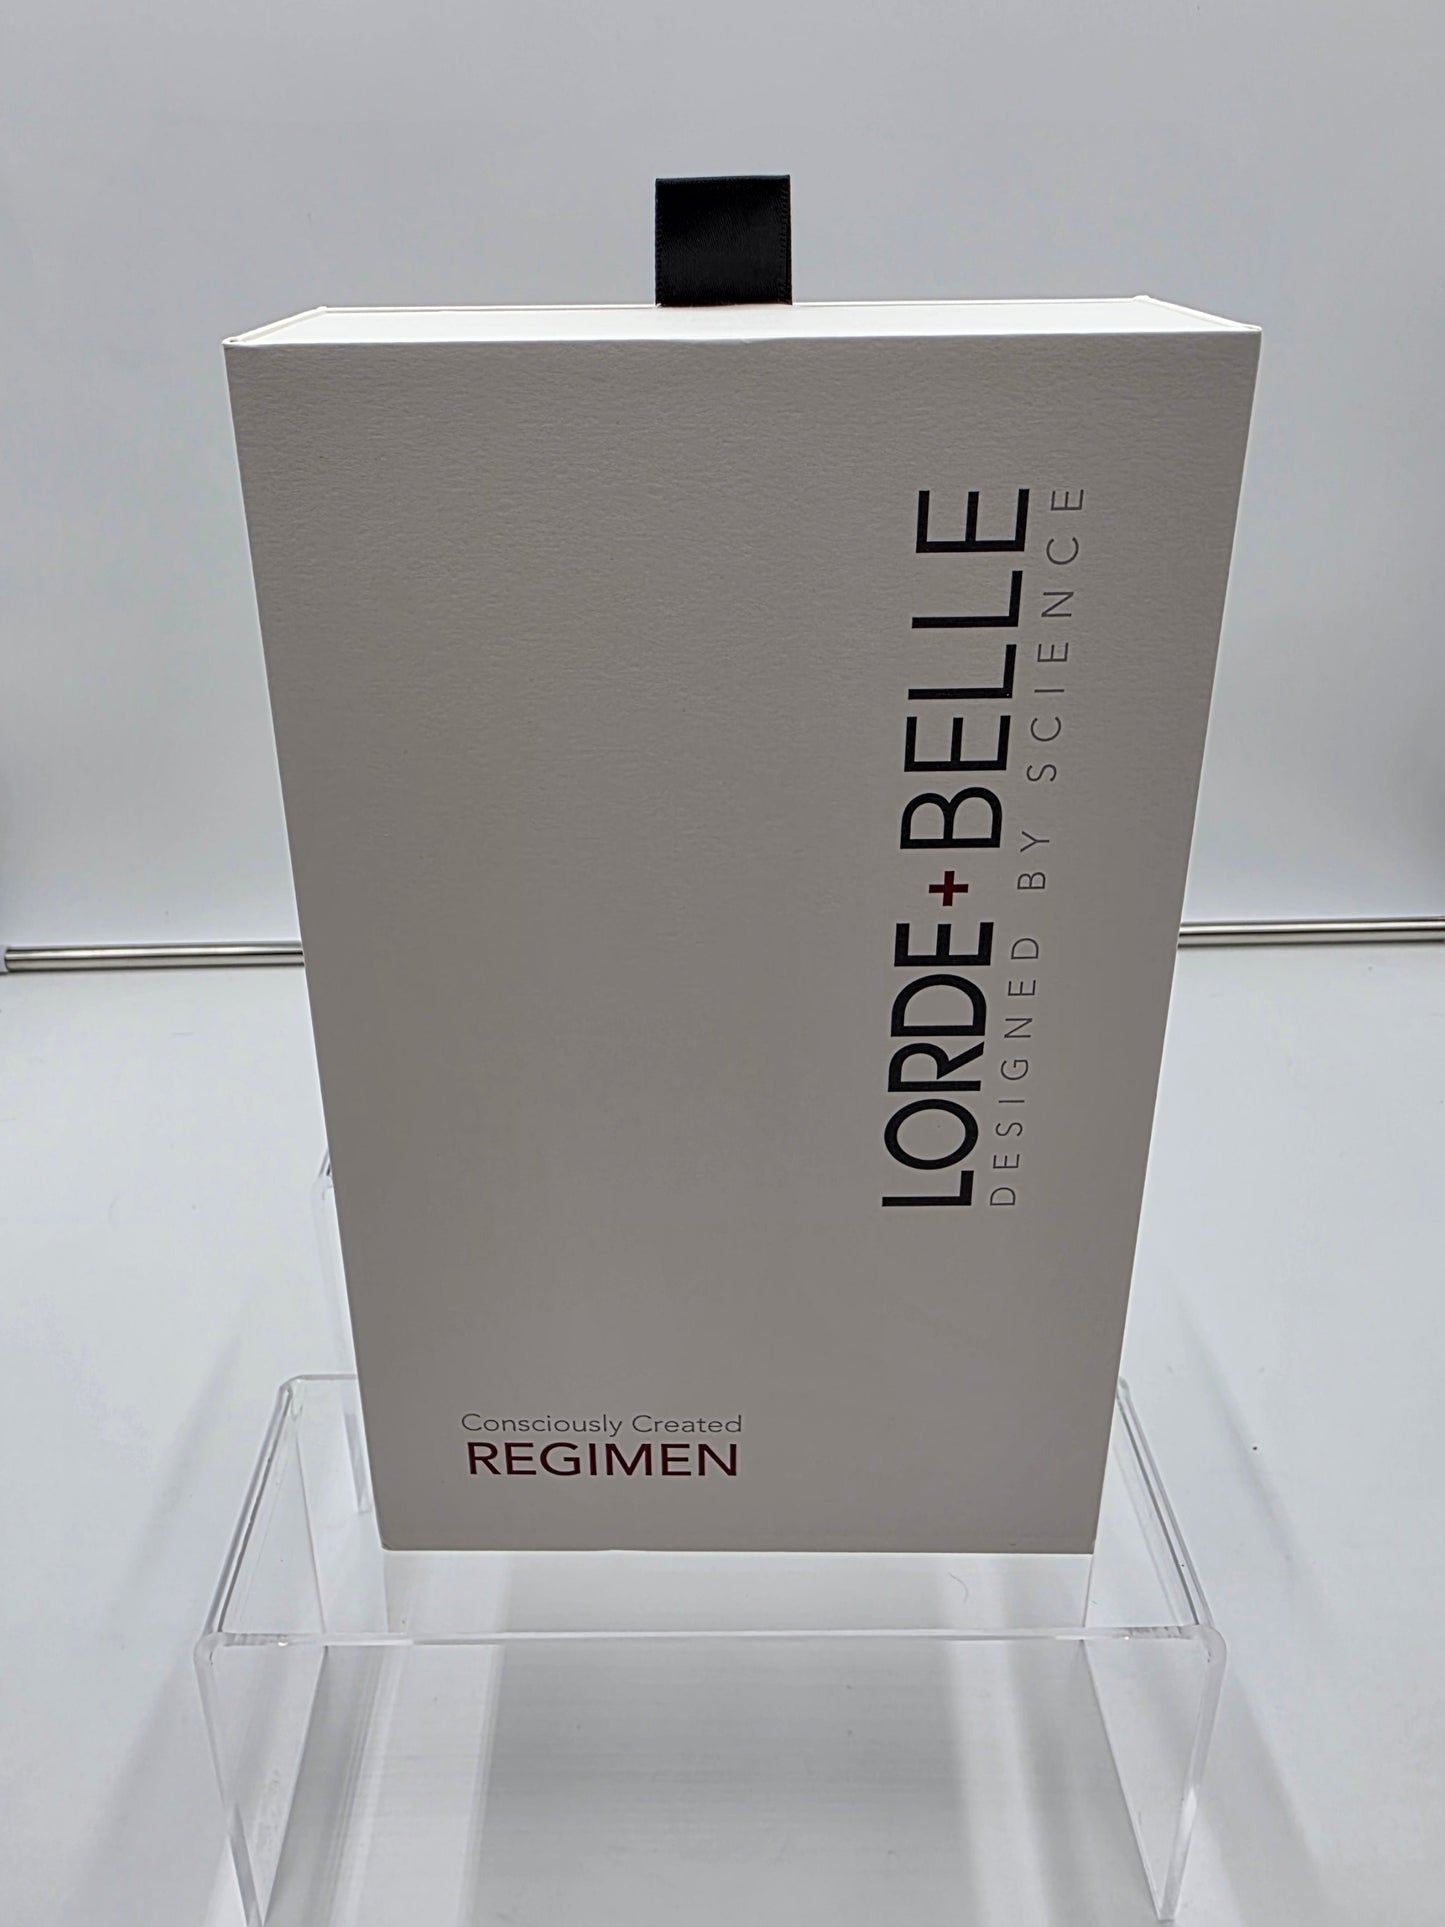 LORDE+BELLE
DESIGNED BY SCIENCE
Consciously Created
REGIMEN